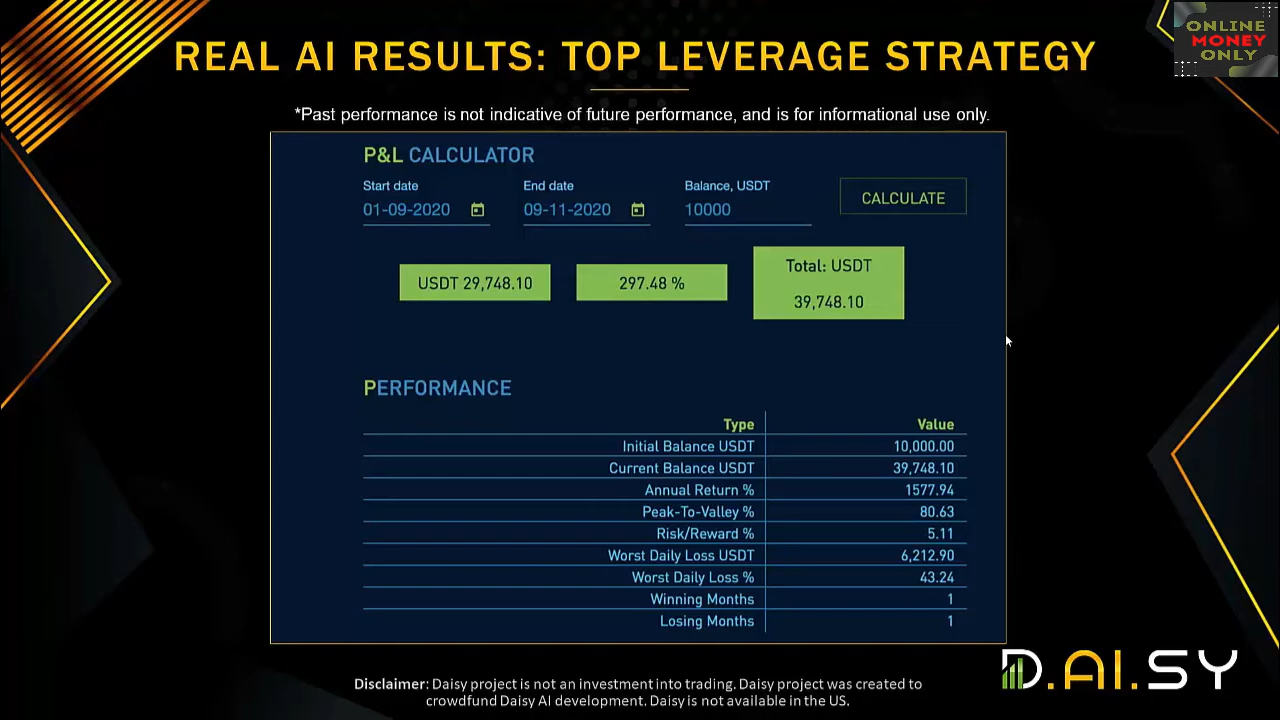 REAL AI RESULTS: TOP LEVERAGE STRATEGY
ONLINE
MONEY
ONLY
*Past performance is not indicative of future performance, and is for informational use only.
P&L CALCULATOR
Start date End date Balance, USDT
01-09-2020 09-11-2020 10000 CALCULATE
USDT 29,748.10 297.48 % Total: USDT
39,748.10
PERFORMANCE
Type Value
Initial Balance USDT 10,000.00
Current Balance USDT 39,748.10
Annual Return % 1577.94
Peak-To-Valley % 80.63
Risk/Reward % 5.11
Worst Daily Loss USDT 6,212.90
Worst Daily Loss % 43.24
Winning Months 1
Losing Months 1
D.AI.SY
Disclaimer: Daisy project is not an investment into trading. Daisy project was created to
crowdfund Daisy AI development. Daisy is not available in the US.